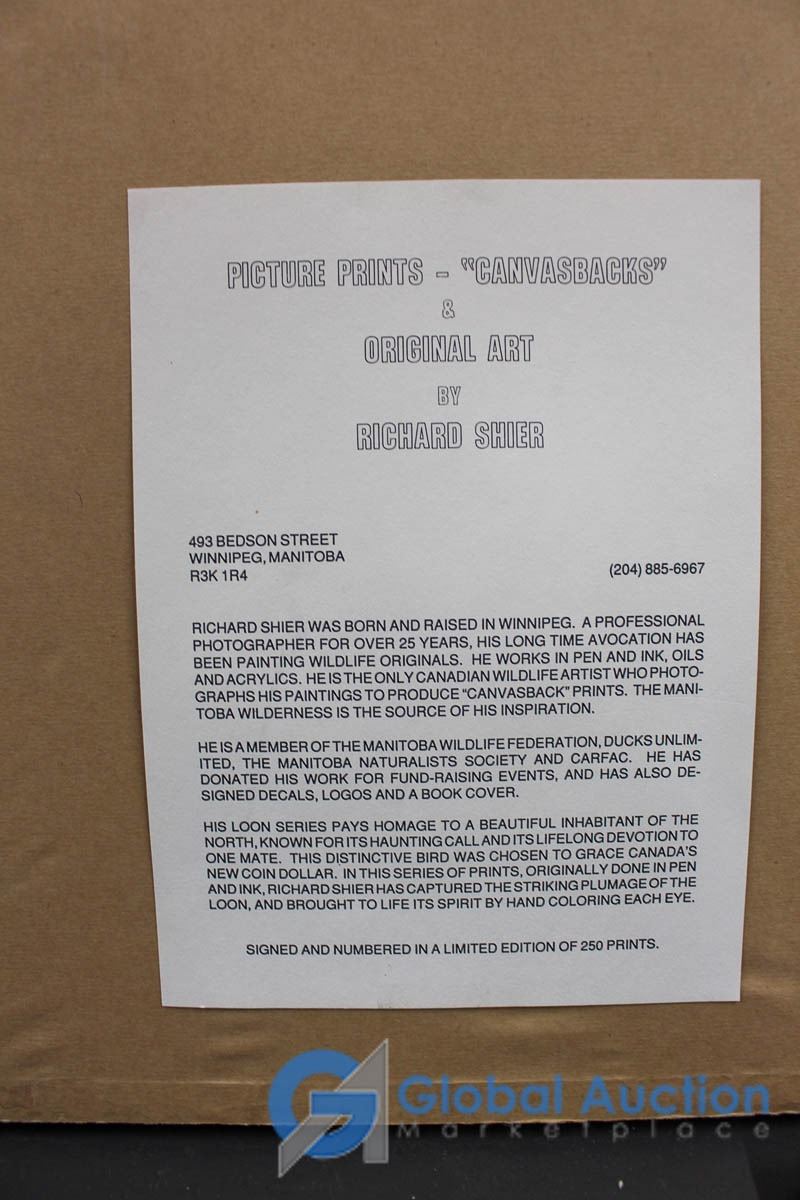 PICTURE PRINTS - "CANVASBACKS"
&
ORIGINAL ART
BY
RICHARD SHIER
493 BEDSON STREET
WINNIPEG, MANITOBA
R3K 1R4
(204) 885-6967
RICHARD SHIER WAS BORN AND RAISED IN WINNIPEG. A PROFESSIONAL
PHOTOGRAPHER FOR OVER 25 YEARS, HIS LONG TIME AVOCATION HAS
BEEN PAINTING WILDLIFE ORIGINALS. HE WORKS IN PEN AND INK, OILS
AND ACRYLICS. HE IS THE ONLY CANADIAN WILDLIFE ARTIST WHO PHOTO-
GRAPHS HIS PAINTINGS TO PRODUCE "CANVASBACK" PRINTS. THE MANI-
TOBA WILDERNESS IS THE SOURCE OF HIS INSPIRATION.
HE IS A MEMBER OF THE MANITOBA WILDLIFE FEDERATION, DUCKS UNLIM-
ITED, THE MANITOBA NATURALISTS SOCIETY AND CARFAC. HE HAS
DONATED HIS WORK FOR FUND-RAISING EVENTS, AND HAS ALSO DE-
SIGNED DECALS, LOGOS AND A BOOK COVER.
HIS LOON SERIES PAYS HOMAGE TO A BEAUTIFUL INHABITANT OF THE
NORTH, KNOWN FOR ITS HAUNTING CALL AND ITS LIFELONG DEVOTION TO
ONE MATE. THIS DISTINCTIVE BIRD WAS CHOSEN TO GRACE CANADA'S
NEW COIN DOLLAR. IN THIS SERIES OF PRINTS, ORIGINALLY DONE IN PEN
AND INK, RICHARD SHIER HAS CAPTURED THE STRIKING PLUMAGE OF THE
LOON, AND BROUGHT TO LIFE ITS SPIRIT BY HAND COLORING EACH EYE.
SIGNED AND NUMBERED IN A LIMITED EDITION OF 250 PRINTS.
Global Auction
Marketplace